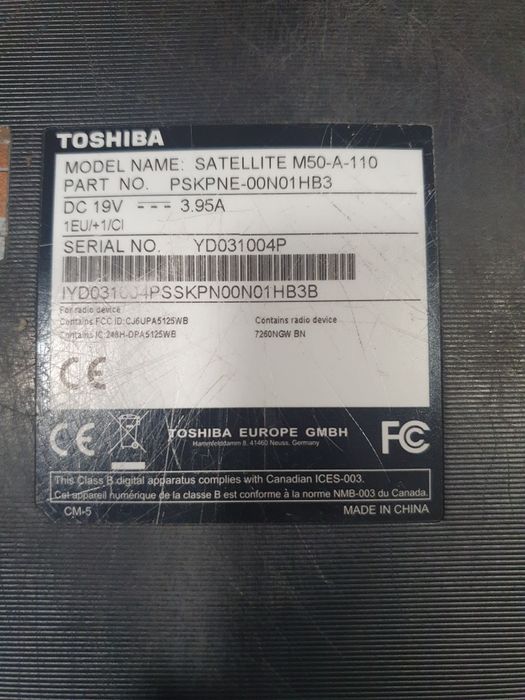 TOSHIBA
MODEL NAME: SATELLITE M50-A-110
PART NO. PSKPNE-00N01HB3
DC 19V --- 3.95A
1EU/+1/CI
SERIAL NO. YD031004P
IYD031004PSSKPN00N01HB3B
For radio device
Contains FCC ID:CJ6UPA5125WB
Contains IC:248H-DPA5125WB
Contains radio device
7260NGW BN
CE
CE
TOSHIBA EUROPE GMBH
Hammfelddamm 8, 41460 Neuss, Germany
FC
This Class B digital apparatus complies with Canadian ICES-003.
Cet appareil numérique de la classe B est conforme à la norme NMB-003 du Canada.
CM-5
MADE IN CHINA